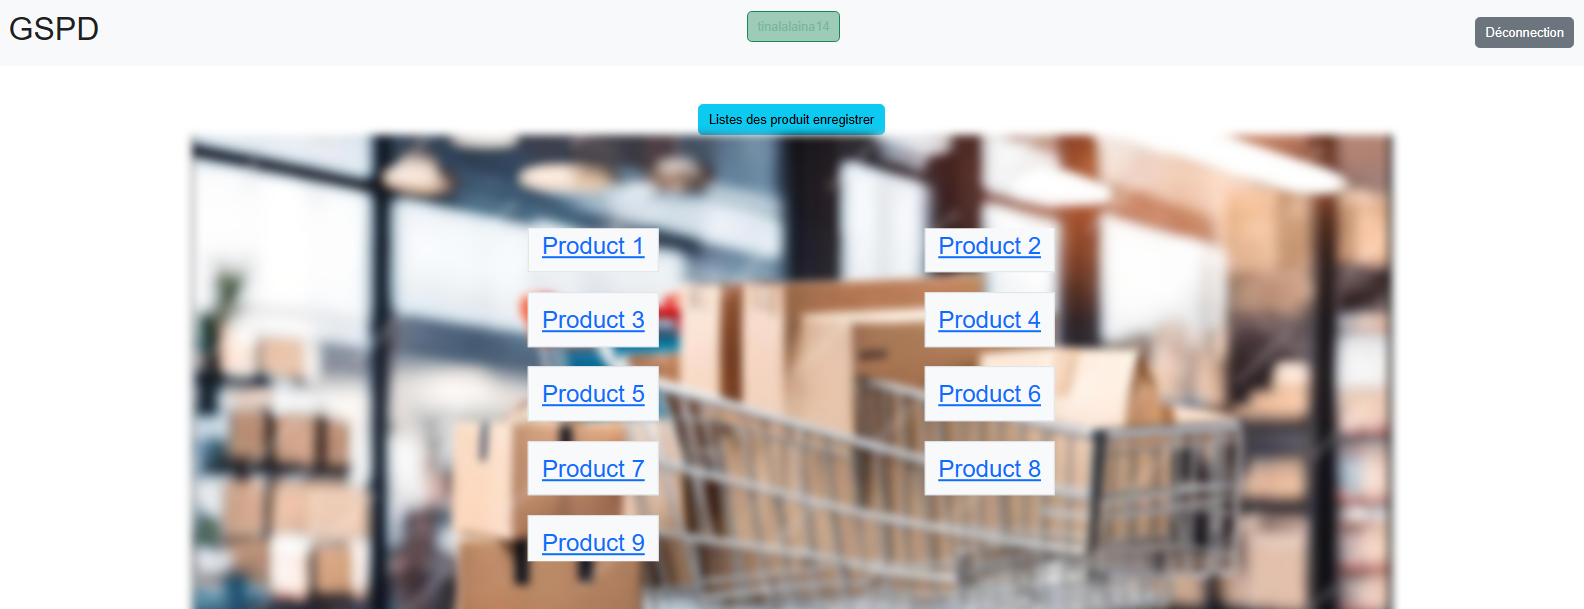 GSPD
tinalalaina14
Déconnection
Listes des produit enregistrer
Product 1
Product 2
Product 3
Product 4
Product 5
Product 6
Product 7
Product 8
Product 9